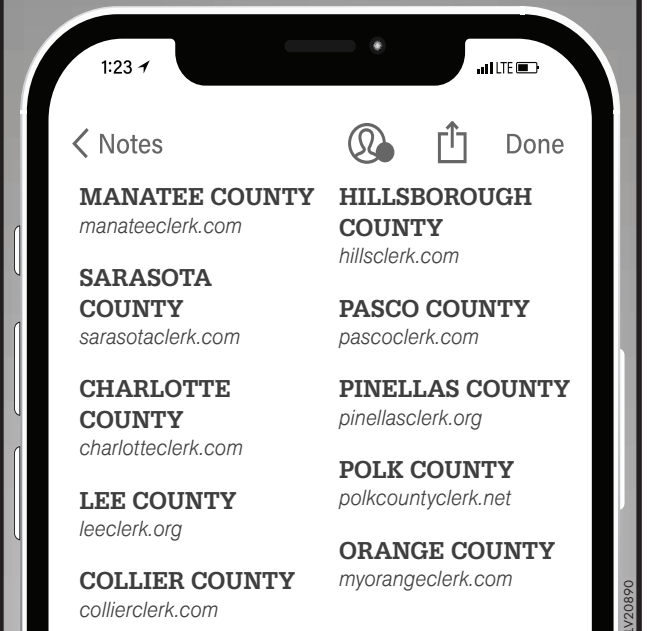 1:23
LTE
Notes
Done
MANATEE COUNTY
manateeclerk.com
SARASOTA
COUNTY
sarasotaclerk.com
CHARLOTTE
COUNTY
charlotteclerk.com
LEE COUNTY
leeclerk.org
COLLIER COUNTY
collierclerk.com
HILLSBOROUGH
COUNTY
hillsclerk.com
PASCO COUNTY
pascoclerk.com
PINELLAS COUNTY
pinellasclerk.org
POLK COUNTY
polkcountyclerk.net
ORANGE COUNTY
myorangeclerk.com
LV20890